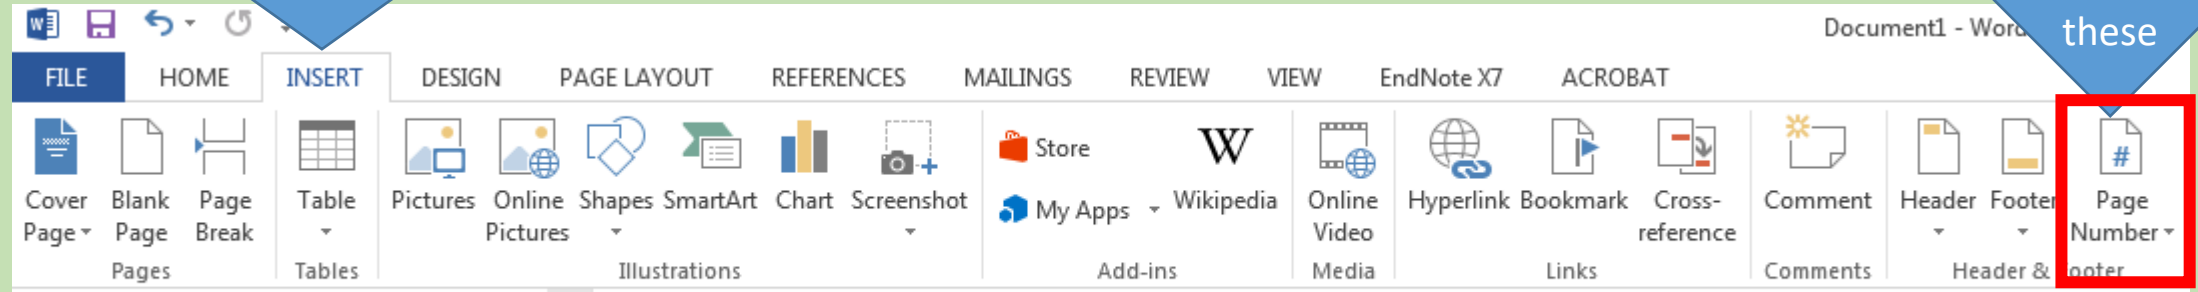 Document1 - Word
these
FILE HOME INSERT DESIGN PAGE LAYOUT REFERENCES MAILINGS REVIEW VIEW EndNote X7 ACROBAT
Cover Page
Blank Page
Page Break
Pages
Table
Tables
Pictures
Online Pictures
Shapes
SmartArt
Chart
Screenshot
Illustrations
Store
My Apps
W
Wikipedia
Add-ins
Online Video
Media
Hyperlink
Bookmark
Cross-
reference
Links
Comment
Comments
Header
Footer
#
Page
Number
Header & Footer